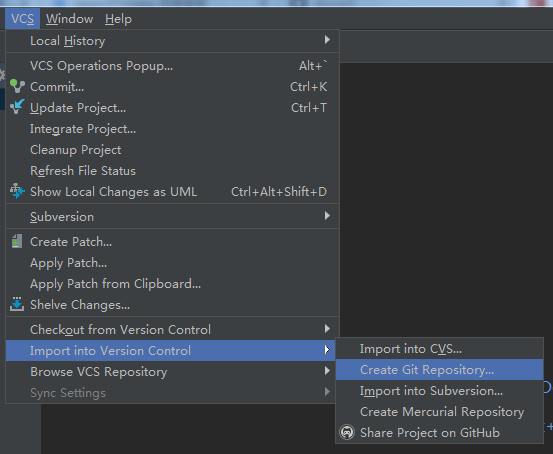 VCS Window Help
Local History
VCS Operations Popup... Alt+`
Commit... Ctrl+K
Update Project... Ctrl+T
Integrate Project...
Cleanup Project
Refresh File Status
Show Local Changes as UML Ctrl+Alt+Shift+D
Subversion
Create Patch...
Apply Patch...
Apply Patch from Clipboard...
Shelve Changes...
Checkout from Version Control
Import into Version Control
Browse VCS Repository
Sync Settings
Import into CVS...
Create Git Repository...
Import into Subversion...
Create Mercurial Repository
Share Project on GitHub